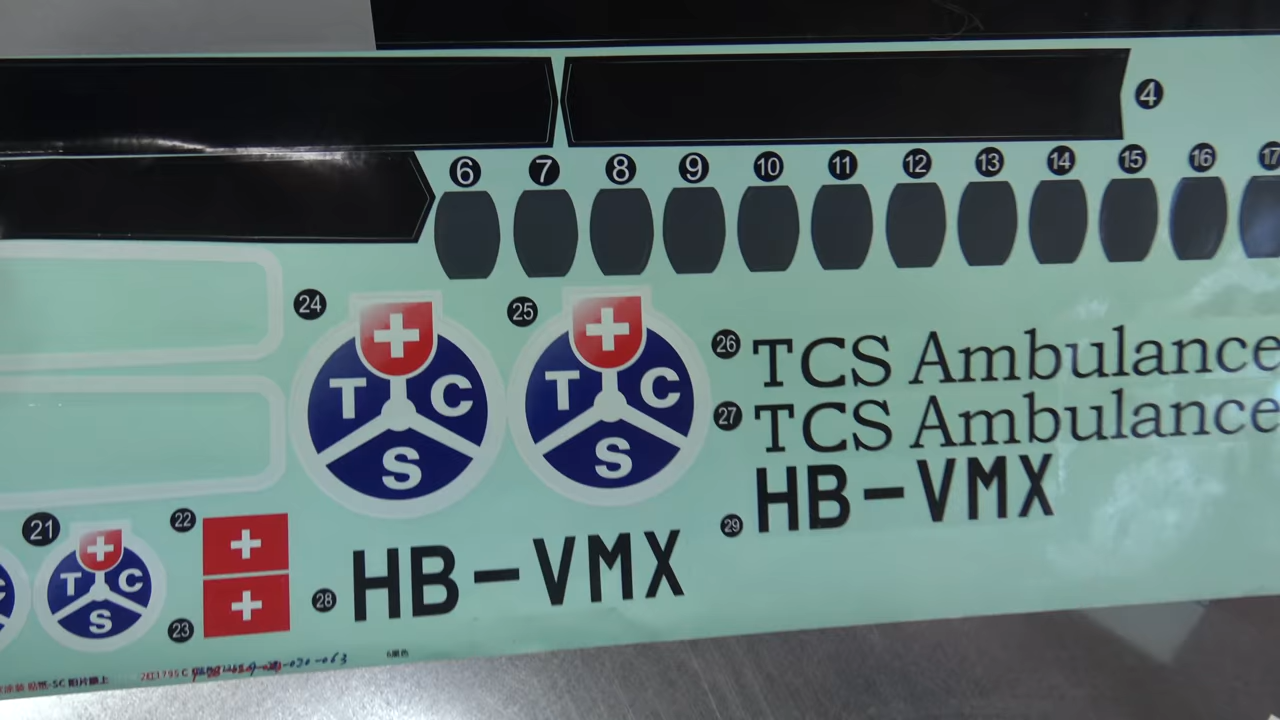 4
6 7 8 9 10 11 12 13 14 15 16 17
24
T C
S
25
T C
S
26 TCS Ambulance
27 TCS Ambulance
29 HB-VMX
21
T C
S
22
23
28 HB-VMX
C